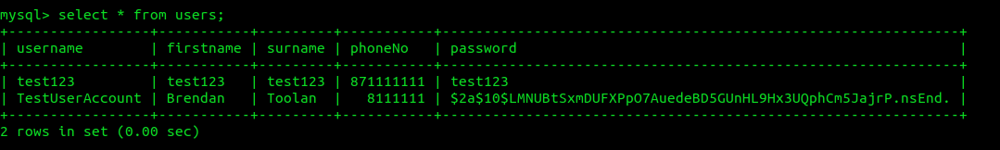 mysql> select * from users;
+-----------------+-----------+---------+-----------+--------------------------------------------------------------+
| username        | firstname | surname | phoneNo   | password                                                     |
+-----------------+-----------+---------+-----------+--------------------------------------------------------------+
| test123         | test123   | test123 | 871111111 | test123                                                      |
| TestUserAccount | Brendan   | Toolan  |   8111111 | $2a$10$LMNUBtSxmDUFXPpO7AuedeBD5GUnHL9Hx3UQphCm5JajrP.nsEnd. |
+-----------------+-----------+---------+-----------+--------------------------------------------------------------+
2 rows in set (0.00 sec)